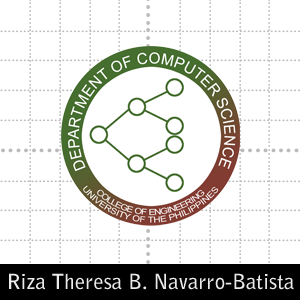 DEPARTMENT OF COMPUTER SCIENCE
COLLEGE OF ENGINEERING
UNIVERSITY OF THE PHILIPPINES
Riza Theresa B. Navarro-Batista